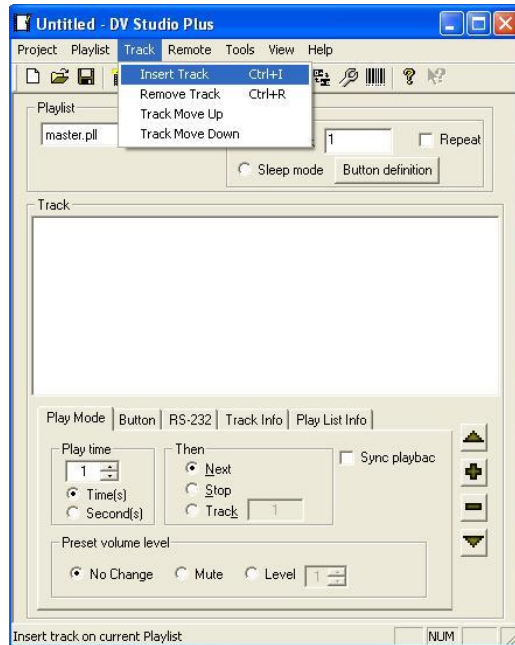 Untitled - DV Studio Plus
Project Playlist Track Remote Tools View Help
Insert Track Ctrl+I
Remove Track Ctrl+R
Track Move Up
Track Move Down
Playlist
master.pll
1
Repeat
Sleep mode
Button definition
Track
Play Mode Button RS-232 Track Info Play List Info
Play time
1
Time(s)
Second(s)
Then
Next
Stop
Track 1
Sync playbac
Preset volume level
No Change Mute Level 1
Insert track on current Playlist NUM